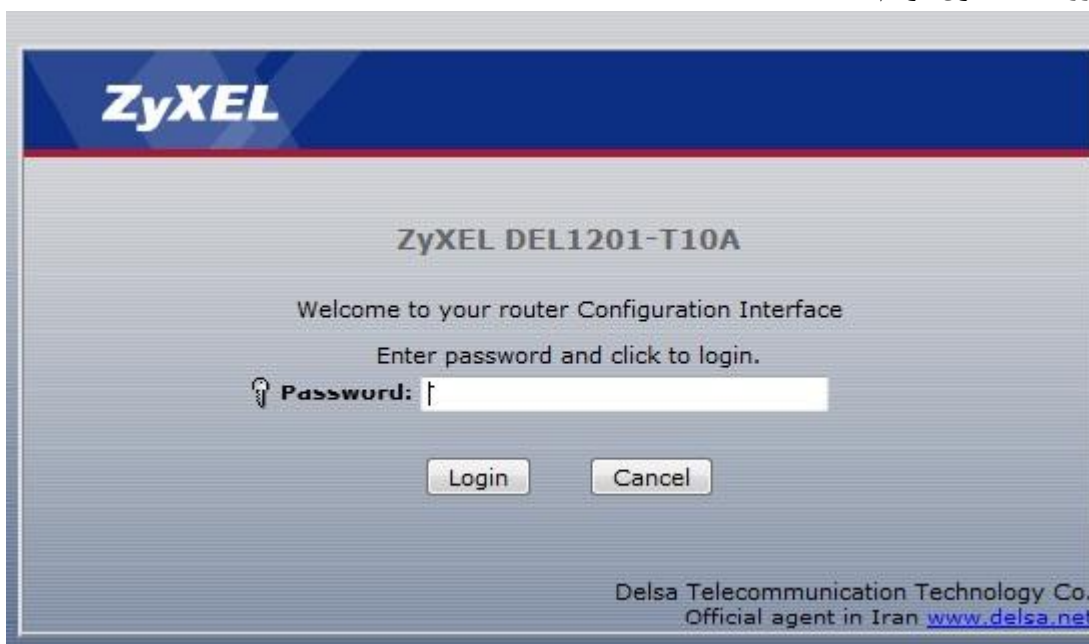 ZyXEL
ZyXEL DEL1201-T10A
Welcome to your router Configuration Interface
Enter password and click to login.
Password:
Login Cancel
Delsa Telecommunication Technology Co.
Official agent in Iran www.delsa.net